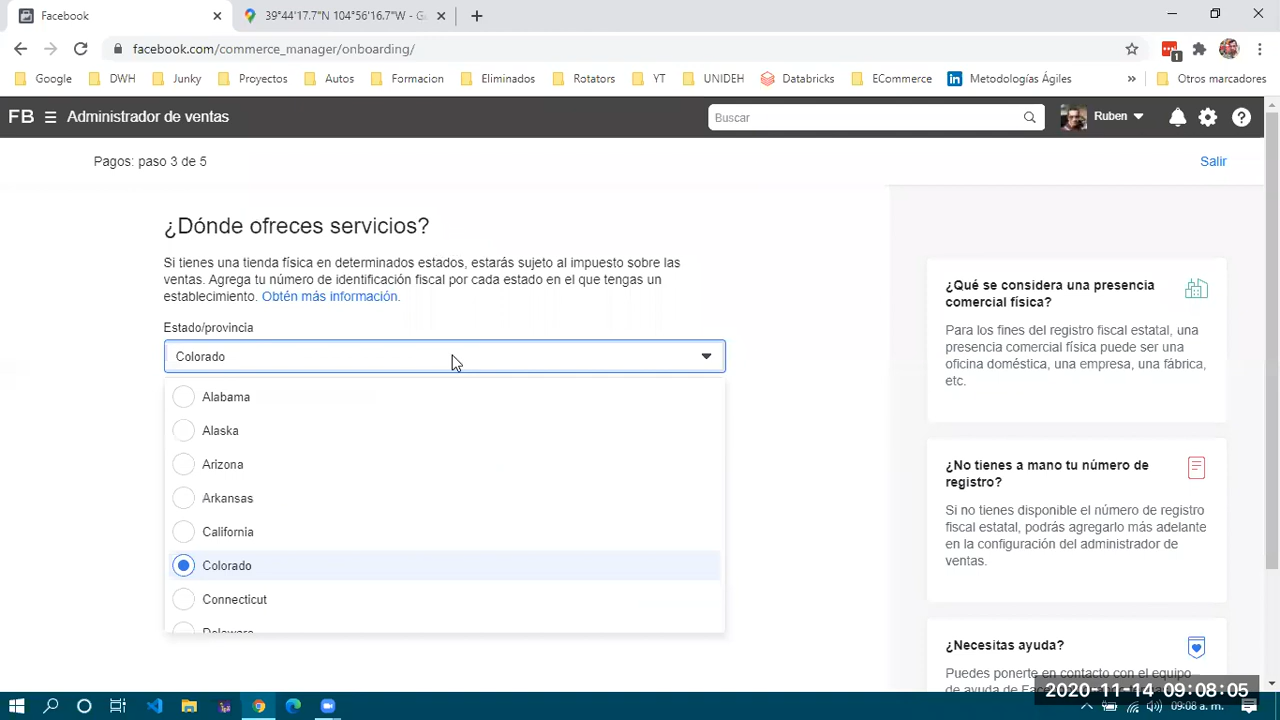 Facebook
39°44'17.7"N 104°56'16.7"W - G
facebook.com/commerce_manager/onboarding/
1
Google
DWH
Junky
Proyectos
Autos
Formacion
Eliminados
Rotators
YT
UNIDEH
Databricks
ECommerce
Metodologías Ágiles
»
Otros marcadores
FB
Administrador de ventas
Buscar
Ruben
Pagos: paso 3 de 5
Salir
¿Dónde ofreces servicios?
Si tienes una tienda física en determinados estados, estarás sujeto al impuesto sobre las
ventas. Agrega tu número de identificación fiscal por cada estado en el que tengas un
establecimiento. Obtén más información.
Estado/provincia
Colorado
Alabama
Alaska
Arizona
Arkansas
California
Colorado
Connecticut
Delaware
¿Qué se considera una presencia
comercial física?
Para los fines del registro fiscal estatal, una
presencia comercial física puede ser una
oficina doméstica, una empresa, una fábrica,
etc.
¿No tienes a mano tu número de
registro?
Si no tienes disponible el número de registro
fiscal estatal, podrás agregarlo más adelante
en la configuración del administrador de
ventas.
¿Necesitas ayuda?
Puedes ponerte en contacto con el equipo
de ayuda de
2020-11-14 09:08:05
09:08 a. m.